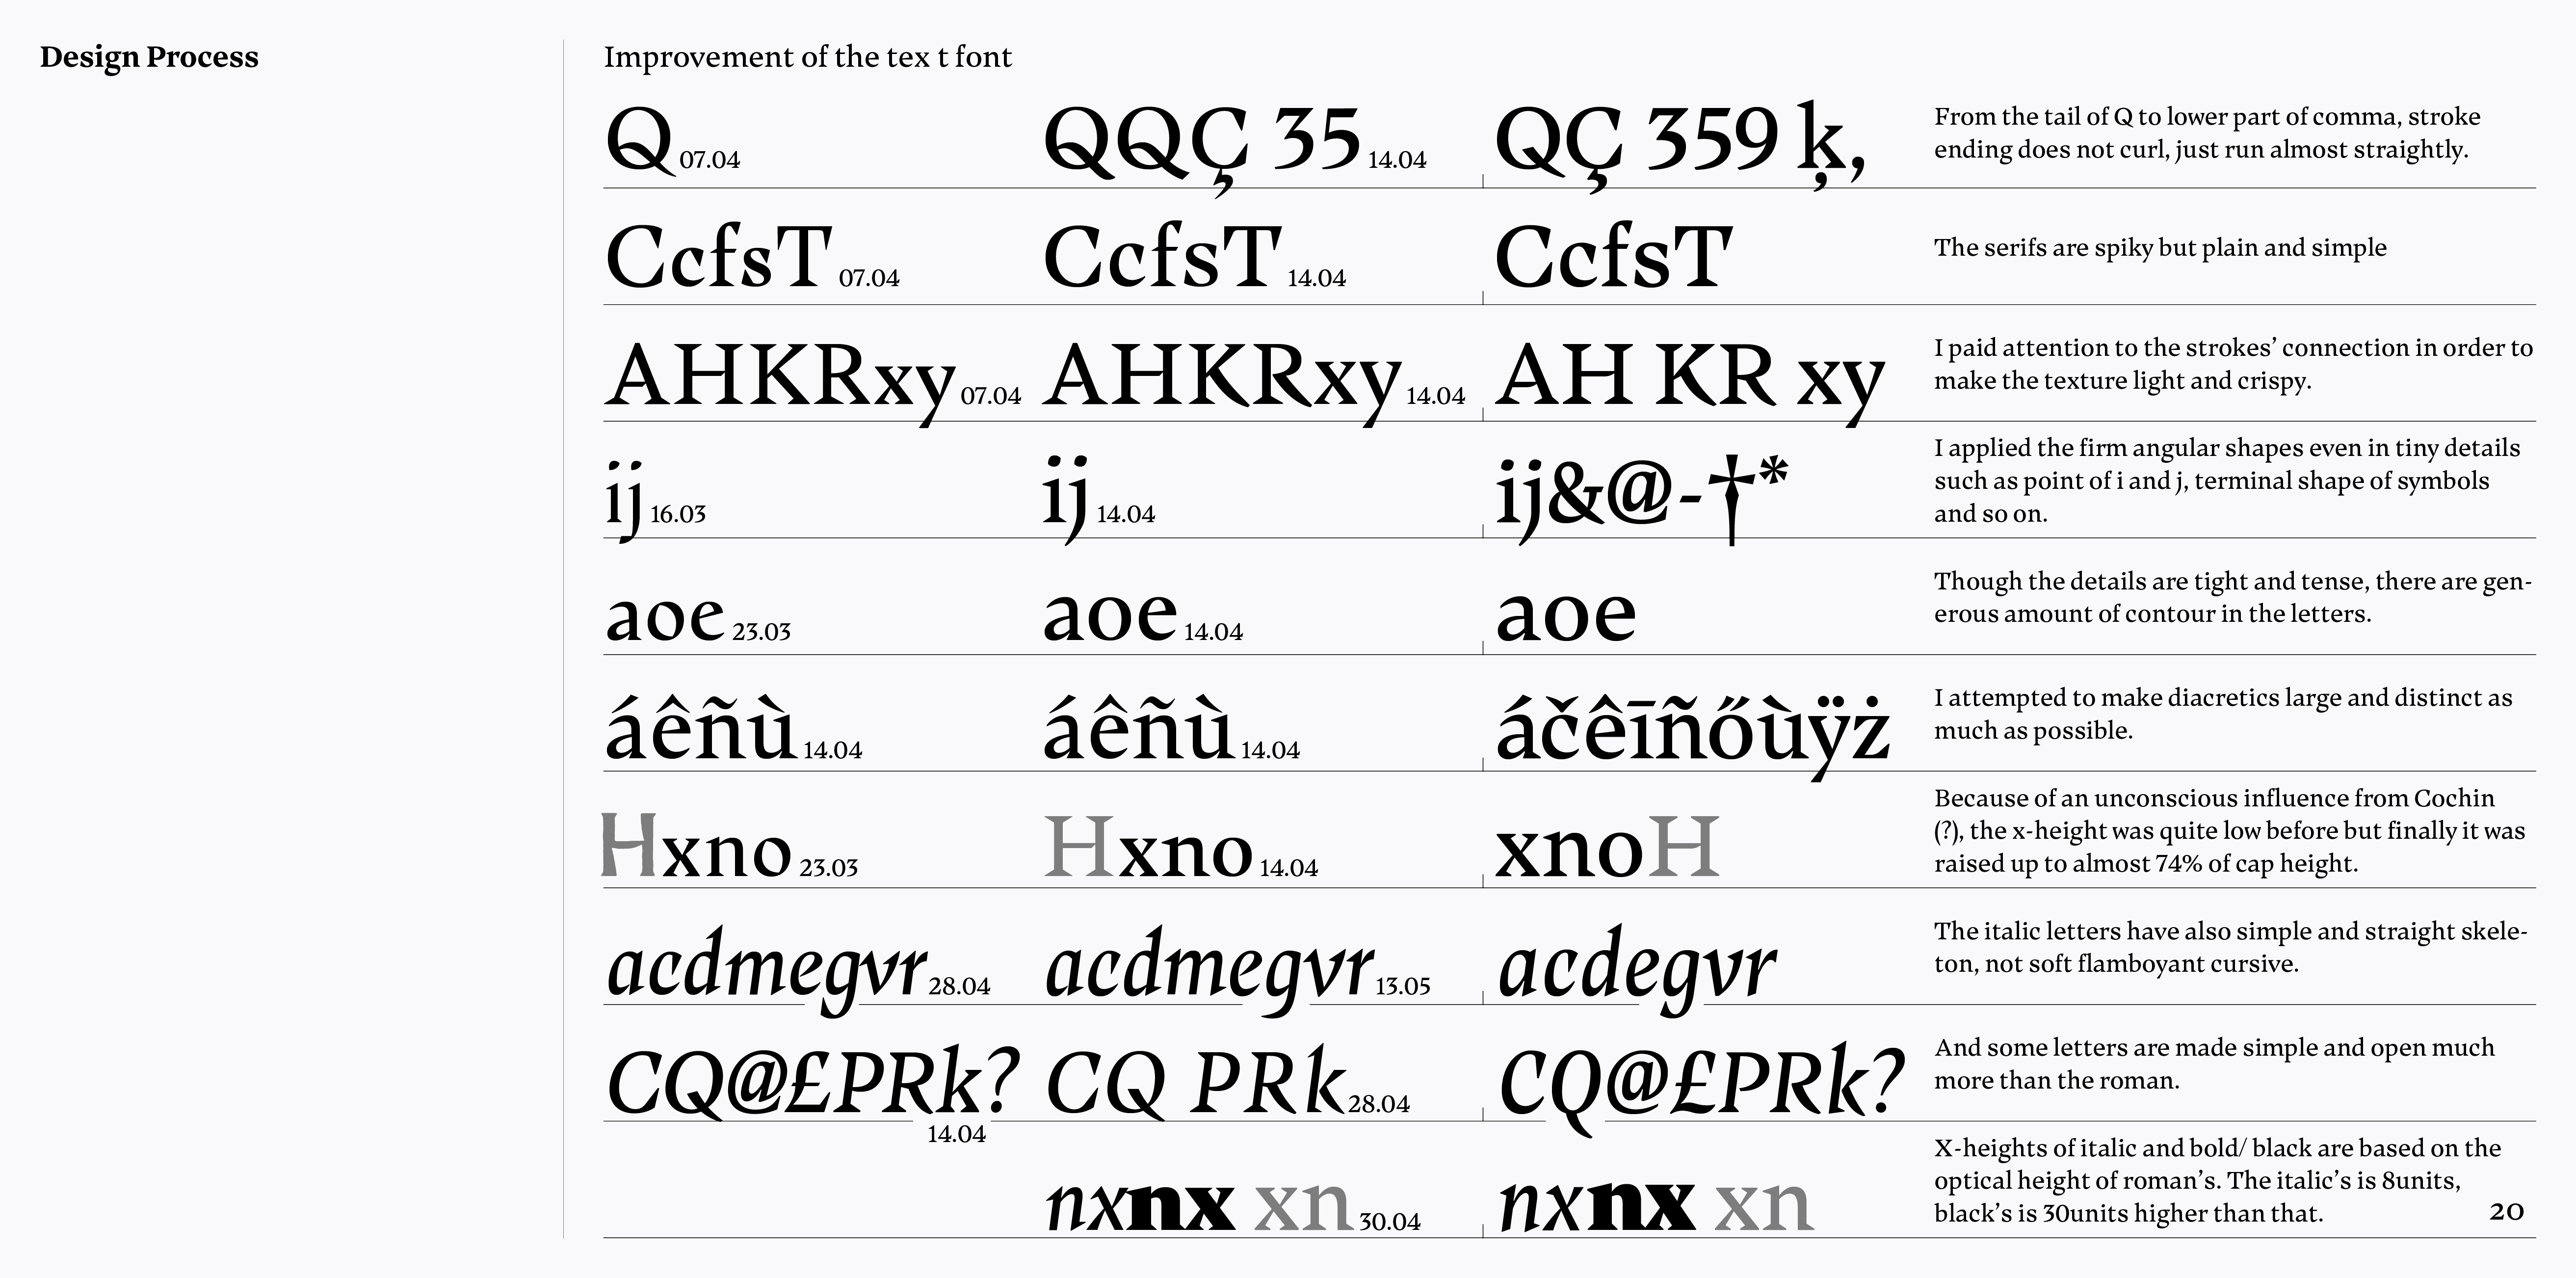 Design Process
Improvement of the tex t font
Q 07.04
QQÇ 35 14.04
QÇ 359 ķ,
From the tail of Q to lower part of comma, stroke
ending does not curl, just run almost straightly.
CcfsT 07.04
CcfsT 14.04
CcfsT
The serifs are spiky but plain and simple
AHKRxy 07.04
AHKRxy 14.04
AH KR xy
I paid attention to the strokes’ connection in order to
make the texture light and crispy.
ij 16.03
ij 14.04
ij&@-†*
I applied the firm angular shapes even in tiny details
such as point of i and j, terminal shape of symbols
and so on.
aoe 23.03
aoe 14.04
aoe
Though the details are tight and tense, there are gen-
erous amount of contour in the letters.
áêñù 14.04
áêñù 14.04
áčêīñőùÿż
I attempted to make diacretics large and distinct as
much as possible.
Hxno 23.03
Hxno 14.04
xnoH
Because of an unconscious influence from Cochin
(?), the x-height was quite low before but finally it was
raised up to almost 74% of cap height.
acdmegvr 28.04
acdmegvr 13.05
acdegvr
The italic letters have also simple and straight skele-
ton, not soft flamboyant cursive.
CQ@£PRk?
14.04
CQ PRk 28.04
CQ@£PRk?
And some letters are made simple and open much
more than the roman.
nxnx xn 30.04
nxnx xn
X-heights of italic and bold/ black are based on the
optical height of roman’s. The italic’s is 8units,
black’s is 30units higher than that.
20